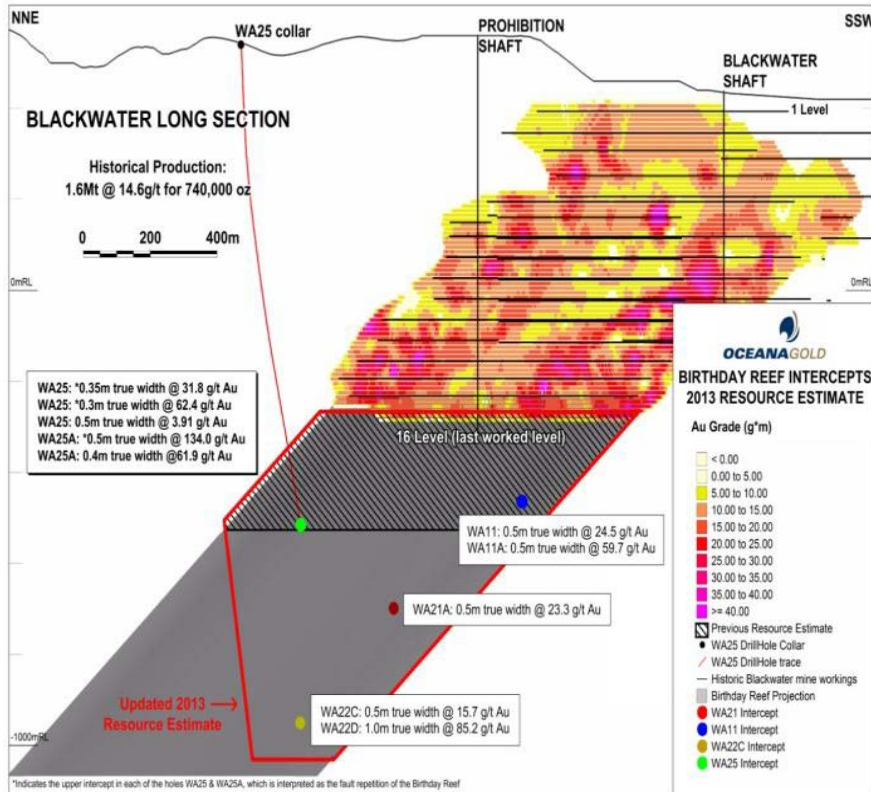 NNE
WA25 collar
PROHIBITION
SHAFT
SSW
BLACKWATER
SHAFT
1 Level
BLACKWATER LONG SECTION
Historical Production:
1.6Mt @ 14.6g/t for 740,000 oz
0 200 400m
0mRL
0mRL
WA25: *0.35m true width @ 31.8 g/t Au
WA25: *0.3m true width @ 62.4 g/t Au
WA25: 0.5m true width @ 3.91 g/t Au
WA25A: *0.5m true width @ 134.0 g/t Au
WA25A: 0.4m true width @61.9 g/t Au
16 Level (last worked level)
WA11: 0.5m true width @ 24.5 g/t Au
WA11A: 0.5m true width @ 59.7 g/t Au
WA21A: 0.5m true width @ 23.3 g/t Au
Updated 2013
Resource Estimate
WA22C: 0.5m true width @ 15.7 g/t Au
WA22D: 1.0m true width @ 85.2 g/t Au
-1000mRL
*Indicates the upper intercept in each of the holes WA25 & WA25A, which is interpreted as the fault repetition of the Birthday Reef
OCEANAGOLD
BIRTHDAY REEF INTERCEPTS
2013 RESOURCE ESTIMATE
Au Grade (g*m)
< 0.00
0.00 to 5.00
5.00 to 10.00
10.00 to 15.00
15.00 to 20.00
20.00 to 25.00
25.00 to 30.00
30.00 to 35.00
35.00 to 40.00
>= 40.00
Previous Resource Estimate
WA25 DrillHole Collar
WA25 DrillHole trace
Historic Blackwater mine workings
Birthday Reef Projection
WA21 Intercept
WA11 Intercept
WA22C Intercept
WA25 Intercept